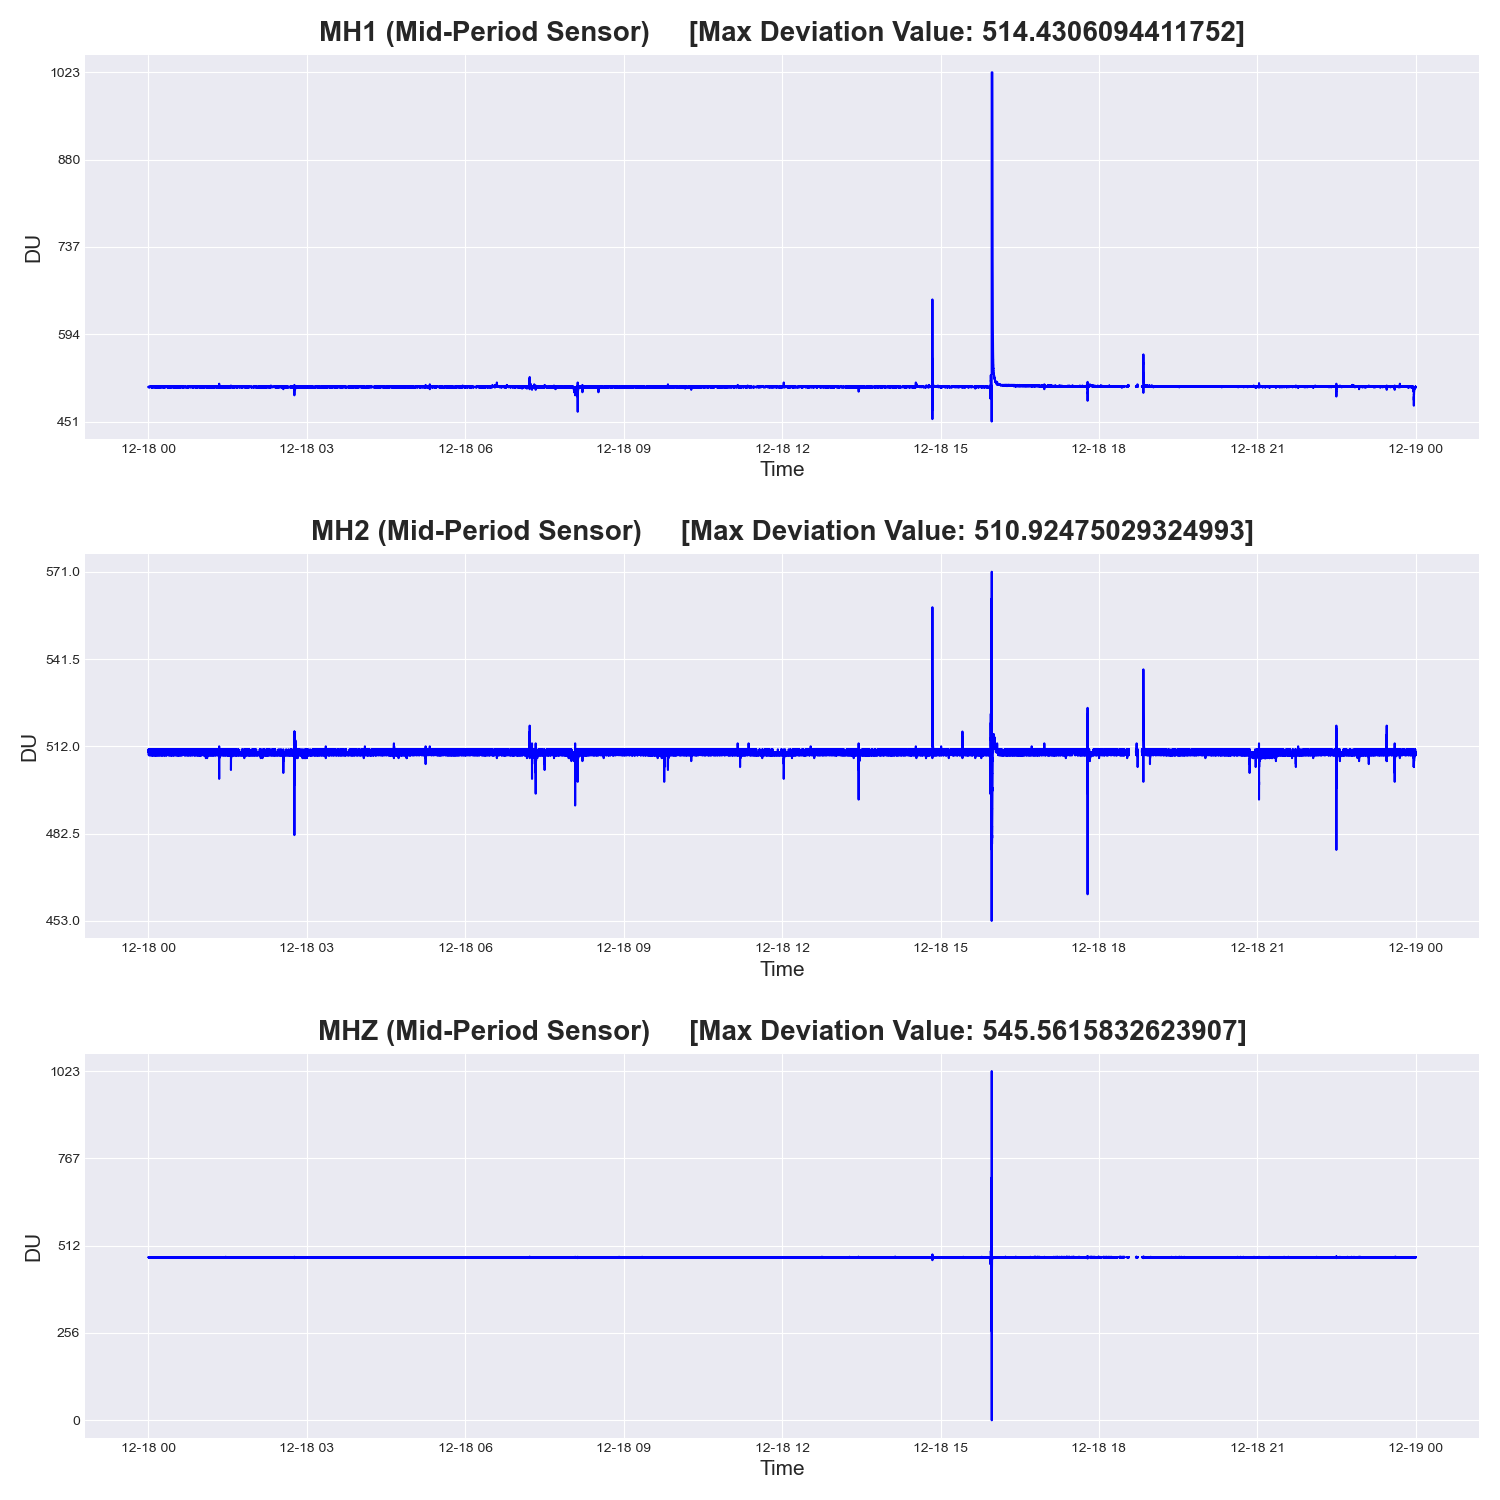 MH1 (Mid-Period Sensor)     [Max Deviation Value: 514.4306094411752]
1023
880
737
594
451
DU
12-18 00 12-18 03 12-18 06 12-18 09 12-18 12 12-18 15 12-18 18 12-18 21 12-19 00
Time
MH2 (Mid-Period Sensor)     [Max Deviation Value: 510.92475029324993]
571.0
541.5
512.0
482.5
453.0
DU
12-18 00 12-18 03 12-18 06 12-18 09 12-18 12 12-18 15 12-18 18 12-18 21 12-19 00
Time
MHZ (Mid-Period Sensor)     [Max Deviation Value: 545.5615832623907]
1023
767
512
256
0
DU
12-18 00 12-18 03 12-18 06 12-18 09 12-18 12 12-18 15 12-18 18 12-18 21 12-19 00
Time